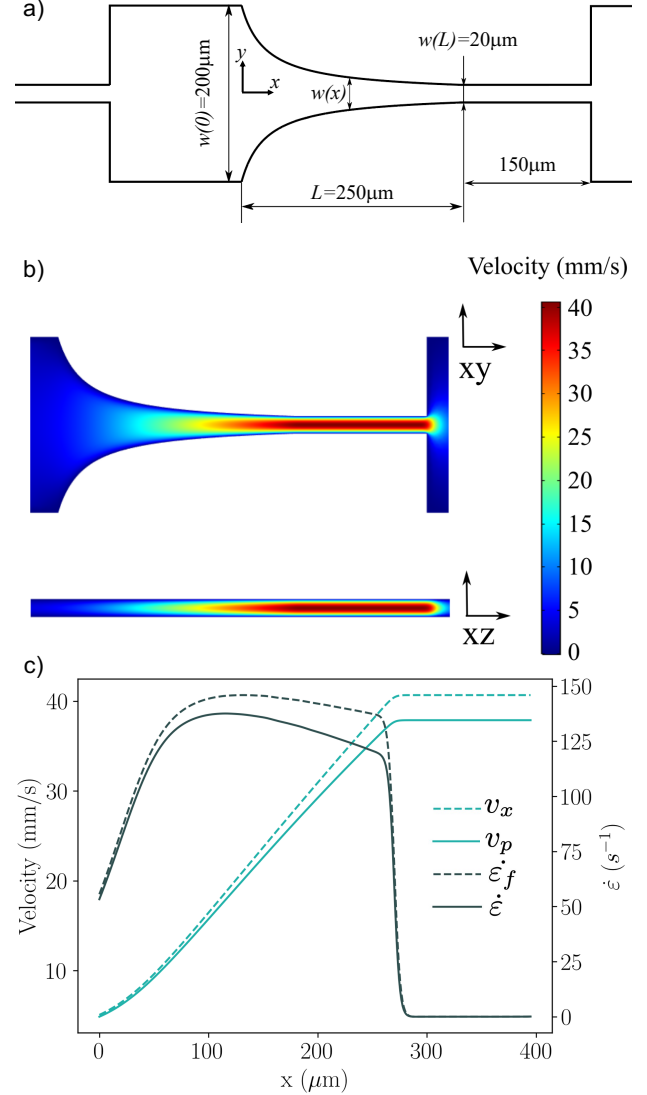 a)
w(0)=200μm
y
x
w(x)
w(L)=20μm
150μm
L=250μm
b)
Velocity (mm/s)
xy
xz
40
35
30
25
20
15
10
5
0
c)
Velocity (mm/s)
40
30
20
10
150
125
100
75
50
25
0
ε̇ (s⁻¹)
vₓ
vₚ
ε̇_f
ε̇
0
100
200
300
400
x (μm)